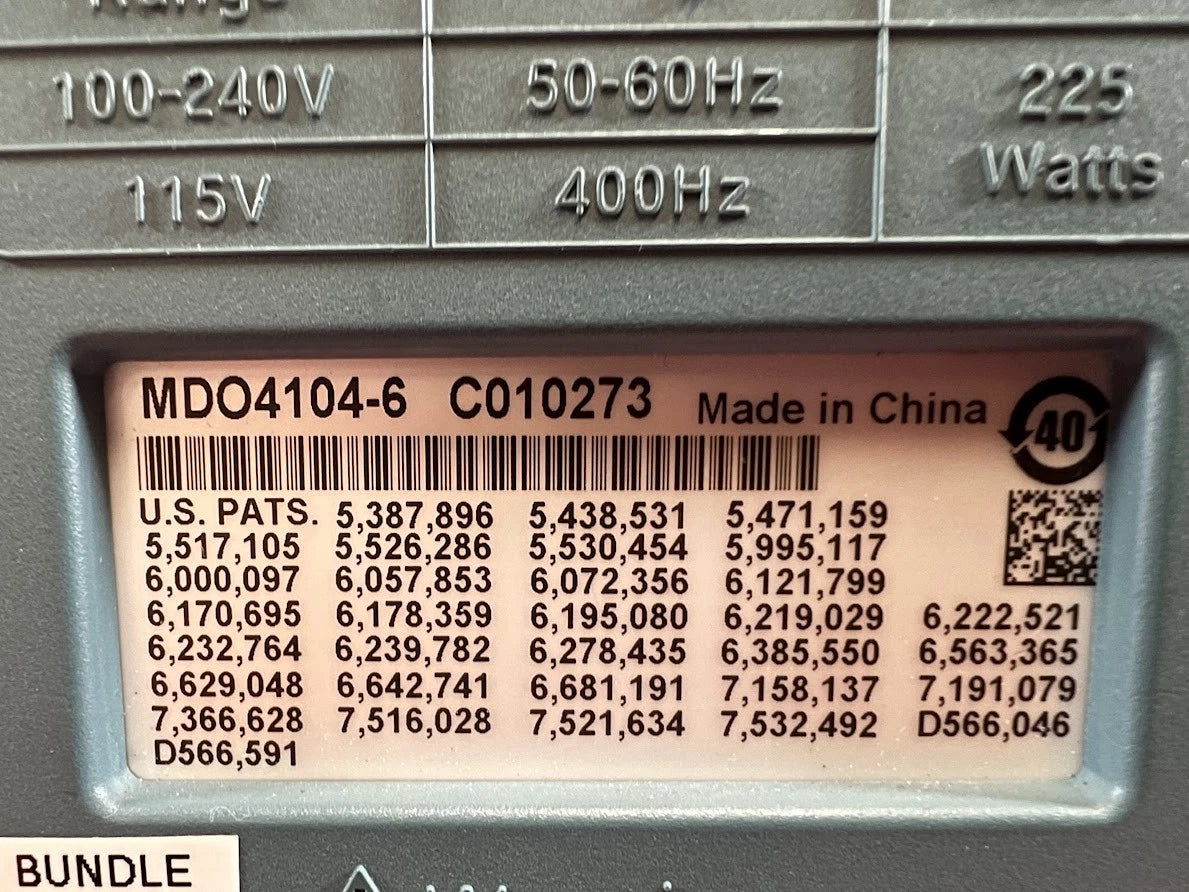 Range
100-240V 50-60Hz 225
Watts
115V 400Hz
MDO4104-6 C010273 Made in China
40
U.S. PATS. 5,387,896 5,438,531 5,471,159
5,517,105 5,526,286 5,530,454 5,995,117
6,000,097 6,057,853 6,072,356 6,121,799
6,170,695 6,178,359 6,195,080 6,219,029 6,222,521
6,232,764 6,239,782 6,278,435 6,385,550 6,563,365
6,629,048 6,642,741 6,681,191 7,158,137 7,191,079
7,366,628 7,516,028 7,521,634 7,532,492 D566,046
D566,591
BUNDLE